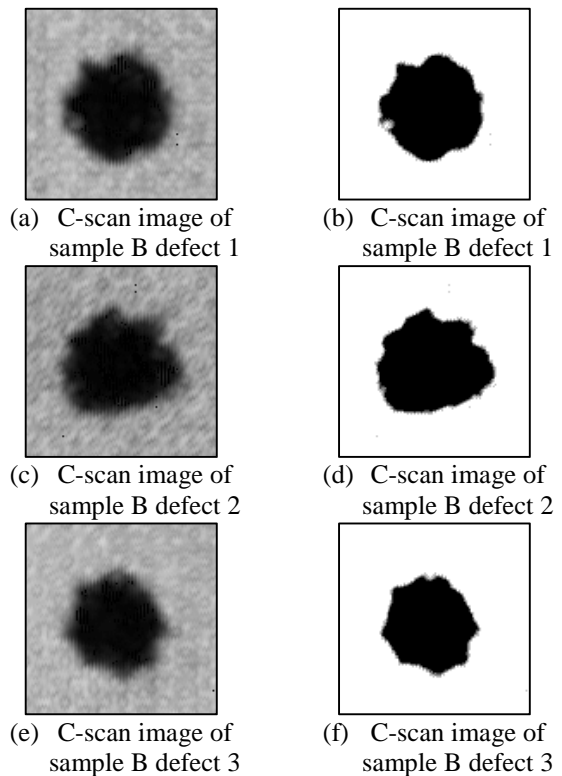 (a) C-scan image of
sample B defect 1
(b) C-scan image of
sample B defect 1
(c) C-scan image of
sample B defect 2
(d) C-scan image of
sample B defect 2
(e) C-scan image of
sample B defect 3
(f) C-scan image of
sample B defect 3